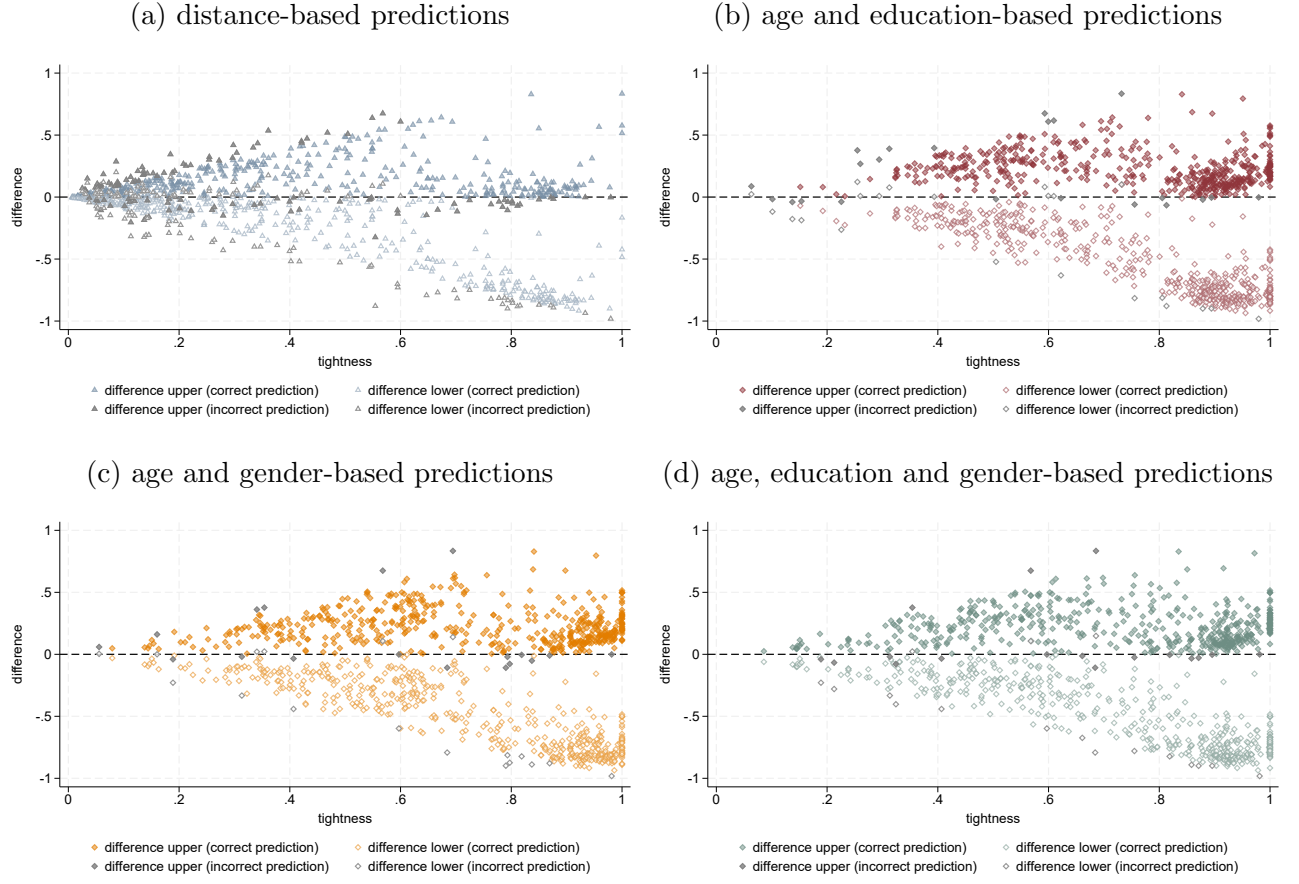 (a) distance-based predictions
1
.5
0
-.5
-1
difference
0 .2 .4 .6 .8 1
tightness
difference upper (correct prediction) difference lower (correct prediction)
difference upper (incorrect prediction) difference lower (incorrect prediction)
(b) age and education-based predictions
1
.5
0
-.5
-1
difference
0 .2 .4 .6 .8 1
tightness
difference upper (correct prediction) difference lower (correct prediction)
difference upper (incorrect prediction) difference lower (incorrect prediction)
(c) age and gender-based predictions
1
.5
0
-.5
-1
difference
0 .2 .4 .6 .8 1
tightness
difference upper (correct prediction) difference lower (correct prediction)
difference upper (incorrect prediction) difference lower (incorrect prediction)
(d) age, education and gender-based predictions
1
.5
0
-.5
-1
difference
0 .2 .4 .6 .8 1
tightness
difference upper (correct prediction) difference lower (correct prediction)
difference upper (incorrect prediction) difference lower (incorrect prediction)